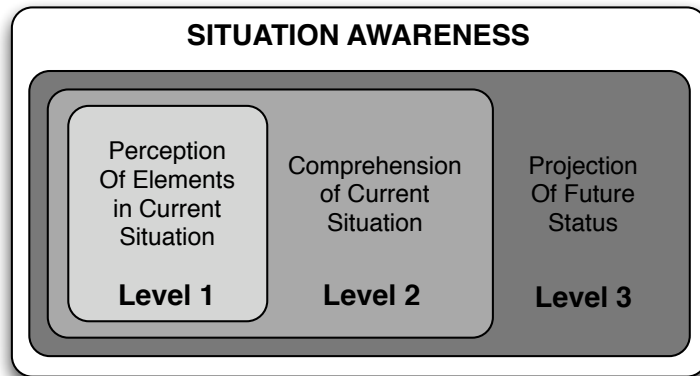 SITUATION AWARENESS
Perception
Of Elements
in Current
Situation
Level 1
Comprehension
of Current
Situation
Level 2
Projection
Of Future
Status
Level 3